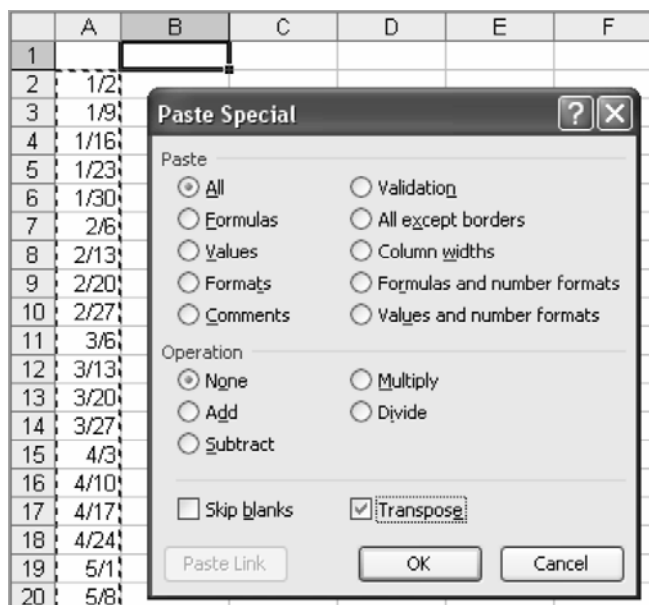 A B C D E F
1
2 1/2
3 1/9
4 1/16
5 1/23
6 1/30
7 2/6
8 2/13
9 2/20
10 2/27
11 3/6
12 3/13
13 3/20
14 3/27
15 4/3
16 4/10
17 4/17
18 4/24
19 5/1
20 5/8
Paste Special
Paste
All Validation
Formulas All except borders
Values Column widths
Formats Formulas and number formats
Comments Values and number formats
Operation
None Multiply
Add Divide
Subtract
Skip blanks Transpose
Paste Link OK Cancel